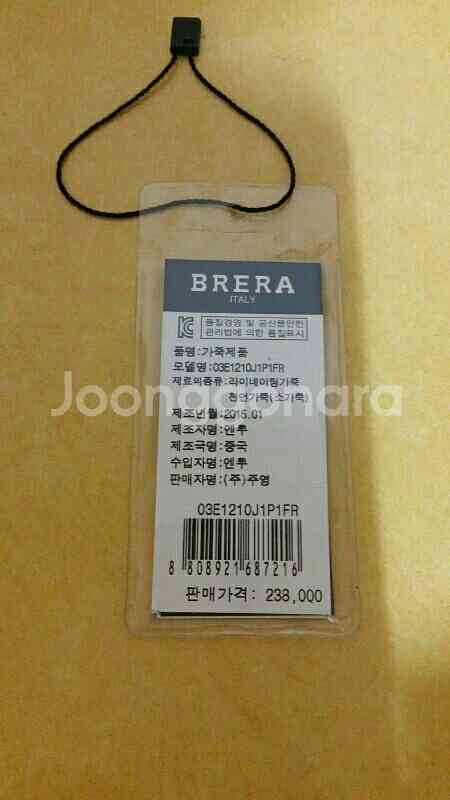 BRERA
ITALY
품질경영 및 공산품안전
관리법에 의한 품질표시
품명:가죽제품
모델명:03E1210J1P1FR
재료의종류:라미네이팅가죽
천연가죽(소가죽)
제조년월:2015.01
제조자명:엔투
제조국명:중국
수입자명:엔투
판매자명:(주)주영
Joonggonara
03E1210J1P1FR
8 808921 687216
판매가격: 238,000